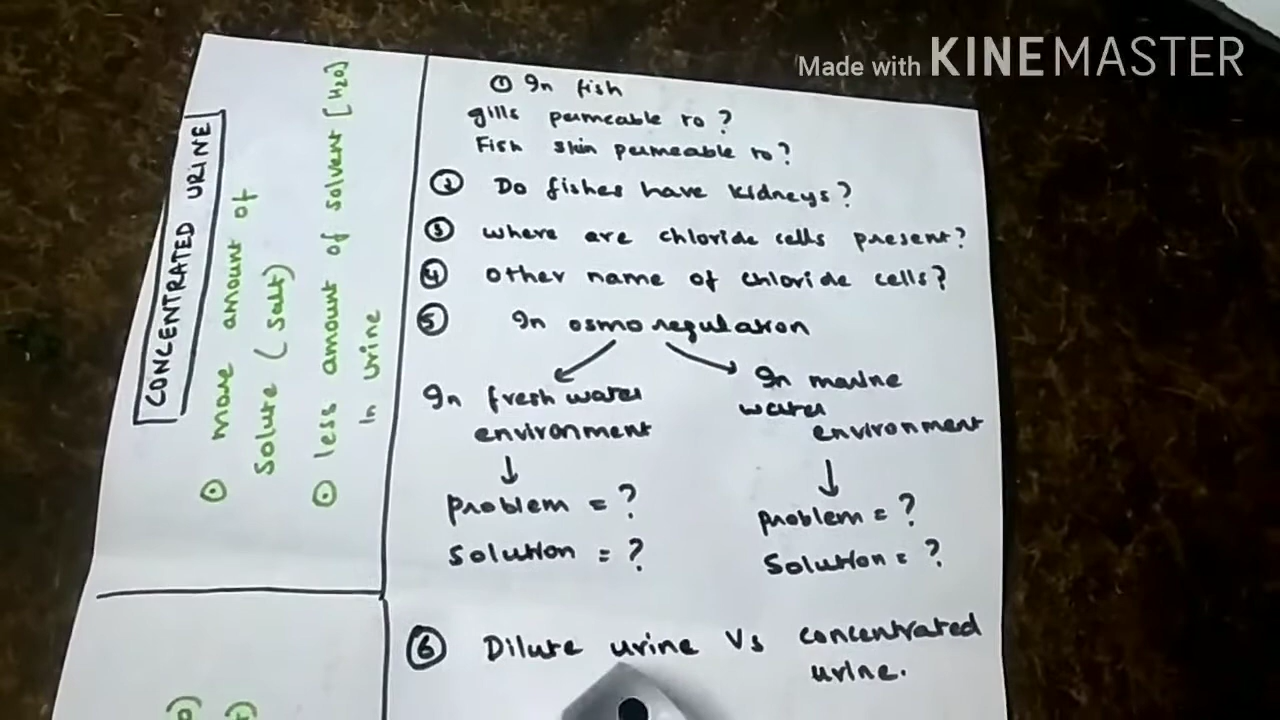 Made with KINEMASTER
CONCENTRATED URINE
more amount of
solute (salt)
less amount of solvent [H2O]
In urine
① In fish
gills permeable to ?
Fish skin permeable to ?
② Do fishes have kidneys?
③ where are chloride cells present?
④ other name of chloride cells?
⑤ In osmoregulation
In fresh water
environment
problem = ?
solution = ?
In marine
water
environment
problem = ?
Solution = ?
⑥ Dilute urine Vs concentrated
urine.